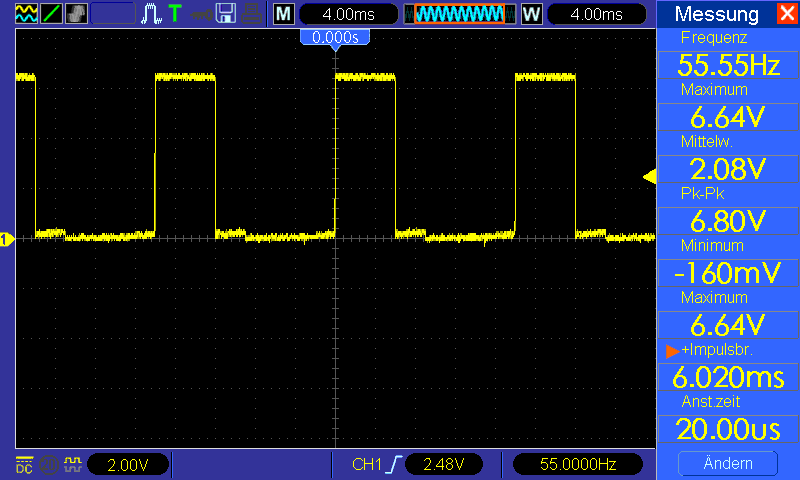 T M 4.00ms W 4.00ms Messung
0.000s
Frequenz
55.55Hz
Maximum
6.64V
Mittelw.
2.08V
Pk-Pk
6.80V
1
Minimum
-160mV
Maximum
6.64V
+Impulsbr.
6.020ms
Anst.zeit
20.00us
DC 2.00V CH1 2.48V 55.0000Hz Ändern